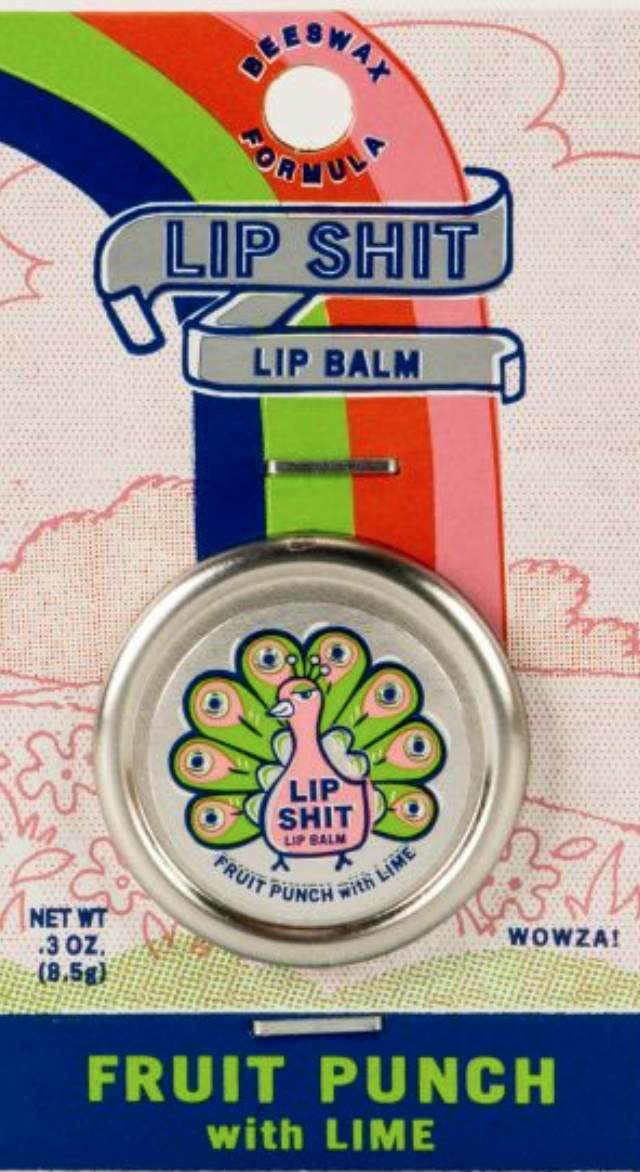 BEESWAX
FORMULA
LIP SHIT
LIP BALM
LIP
SHIT
LIP BALM
FRUIT PUNCH with LIME
NET WT
.3 OZ.
(8.5g)
WOWZA!
FRUIT PUNCH
with LIME